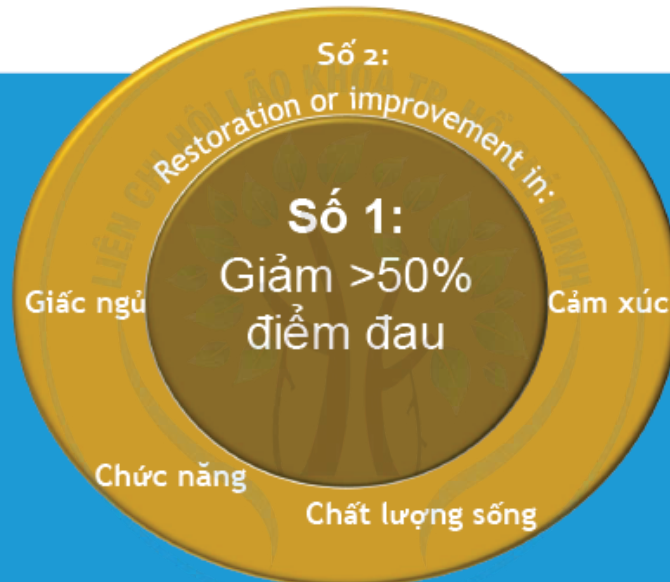 Số 2:
Restoration or improvement in:
Số 1:
Giảm >50%
điểm đau
Giấc ngủ
Cảm xúc
Chức năng
Chất lượng sống